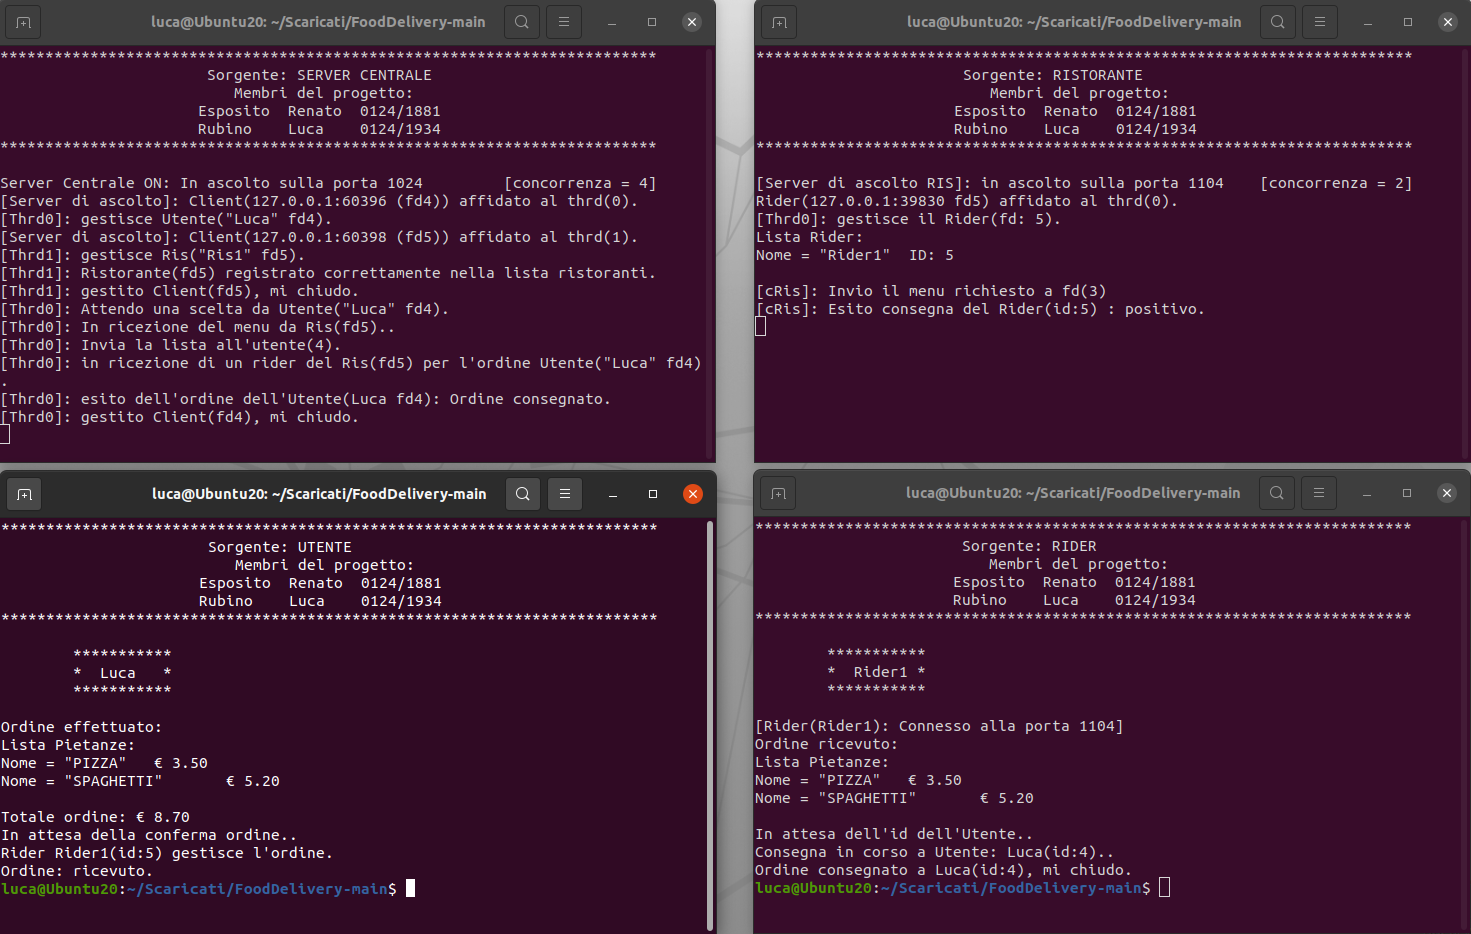 luca@Ubuntu20: ~/Scaricati/FoodDelivery-main
*************************************************************************
Sorgente: SERVER CENTRALE
Membri del progetto:
Esposito  Renato  0124/1881
Rubino    Luca    0124/1934
*************************************************************************
Server Centrale ON: In ascolto sulla porta 1024         [concorrenza = 4]
[Server di ascolto]: Client(127.0.0.1:60396 (fd4)) affidato al thrd(0).
[Thrd0]: gestisce Utente("Luca" fd4).
[Server di ascolto]: Client(127.0.0.1:60398 (fd5)) affidato al thrd(1).
[Thrd1]: gestisce Ris("Ris1" fd5).
[Thrd1]: Ristorante(fd5) registrato correttamente nella lista ristoranti.
[Thrd1]: gestito Client(fd5), mi chiudo.
[Thrd0]: Attendo una scelta da Utente("Luca" fd4).
[Thrd0]: In ricezione del menu da Ris(fd5)..
[Thrd0]: Invia la lista all'utente(4).
[Thrd0]: in ricezione di un rider del Ris(fd5) per l'ordine Utente("Luca" fd4)
.
[Thrd0]: esito dell'ordine dell'Utente(Luca fd4): Ordine consegnato.
[Thrd0]: gestito Client(fd4), mi chiudo.
luca@Ubuntu20: ~/Scaricati/FoodDelivery-main
*************************************************************************
Sorgente: RISTORANTE
Membri del progetto:
Esposito  Renato  0124/1881
Rubino    Luca    0124/1934
*************************************************************************
[Server di ascolto RIS]: in ascolto sulla porta 1104    [concorrenza = 2]
Rider(127.0.0.1:39830 fd5) affidato al thrd(0).
[Thrd0]: gestisce il Rider(fd: 5).
Lista Rider:
Nome = "Rider1"  ID: 5
[cRis]: Invio il menu richiesto a fd(3)
[cRis]: Esito consegna del Rider(id:5) : positivo.
luca@Ubuntu20: ~/Scaricati/FoodDelivery-main
*************************************************************************
Sorgente: UTENTE
Membri del progetto:
Esposito  Renato  0124/1881
Rubino    Luca    0124/1934
*************************************************************************
***********
*  Luca   *
***********
Ordine effettuato:
Lista Pietanze:
Nome = "PIZZA"   € 3.50
Nome = "SPAGHETTI"       € 5.20
Totale ordine: € 8.70
In attesa della conferma ordine..
Rider Rider1(id:5) gestisce l'ordine.
Ordine: ricevuto.
luca@Ubuntu20:~/Scaricati/FoodDelivery-main$
luca@Ubuntu20: ~/Scaricati/FoodDelivery-main
*************************************************************************
Sorgente: RIDER
Membri del progetto:
Esposito  Renato  0124/1881
Rubino    Luca    0124/1934
*************************************************************************
***********
*  Rider1 *
***********
[Rider(Rider1): Connesso alla porta 1104]
Ordine ricevuto:
Lista Pietanze:
Nome = "PIZZA"   € 3.50
Nome = "SPAGHETTI"       € 5.20
In attesa dell'id dell'Utente..
Consegna in corso a Utente: Luca(id:4)..
Ordine consegnato a Luca(id:4), mi chiudo.
luca@Ubuntu20:~/Scaricati/FoodDelivery-main$